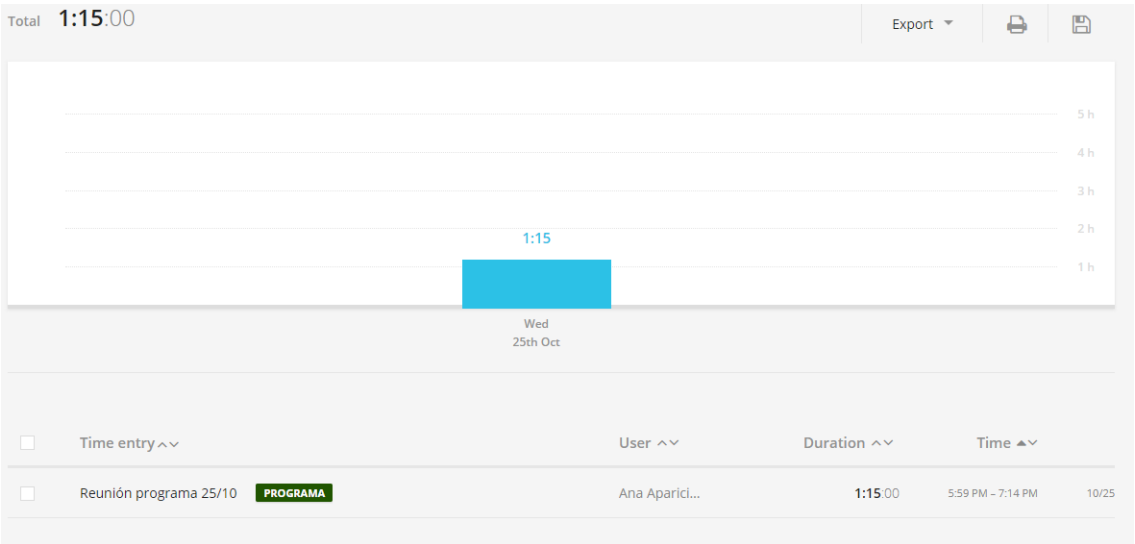 Total 1:15:00 Export
5 h
4 h
3 h
2 h
1:15
1 h
Wed
25th Oct
Time entry User Duration Time
Reunión programa 25/10 PROGRAMA Ana Aparici... 1:15:00 5:59 PM – 7:14 PM 10/25